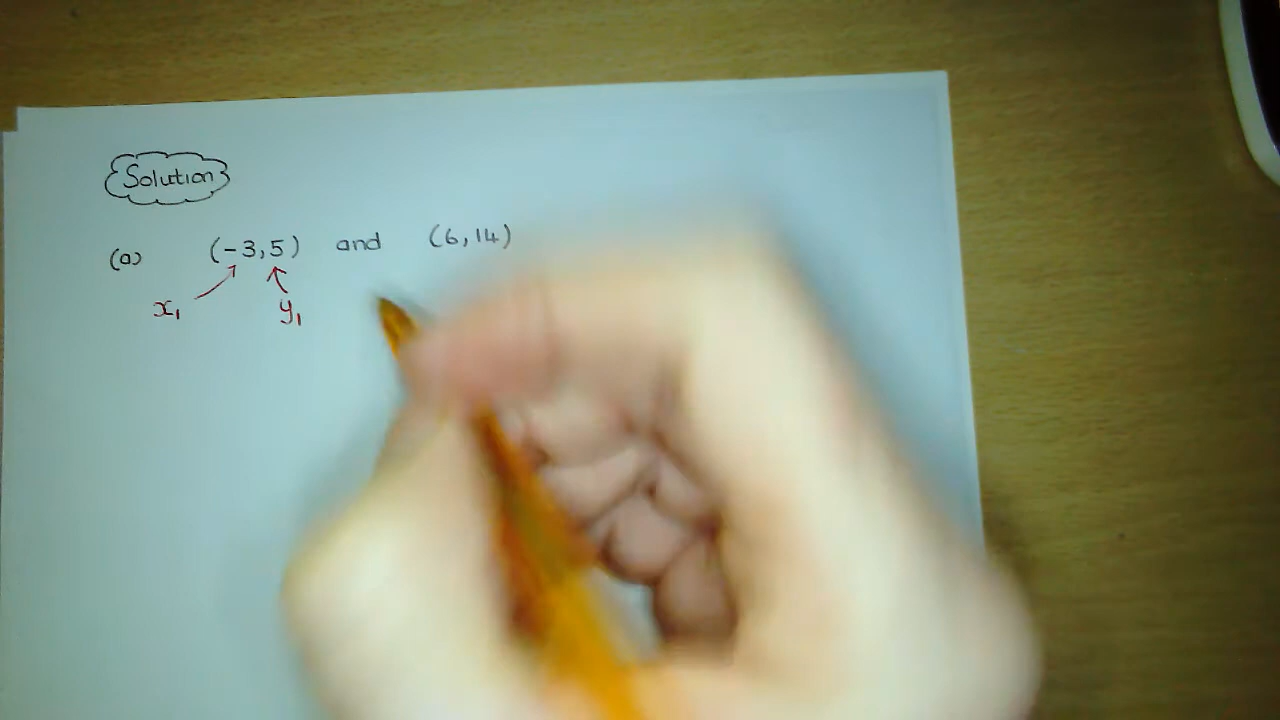 Solution
(a) (-3,5) and (6,14)
x₁ y₁